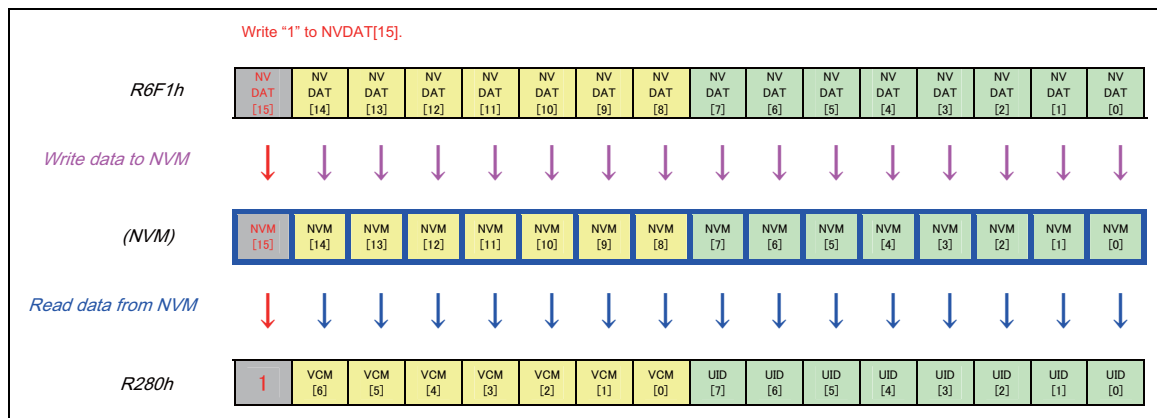 Write “1” to NVDAT[15].
R6F1h
NV DAT [15] NV DAT [14] NV DAT [13] NV DAT [12] NV DAT [11] NV DAT [10] NV DAT [9] NV DAT [8] NV DAT [7] NV DAT [6] NV DAT [5] NV DAT [4] NV DAT [3] NV DAT [2] NV DAT [1] NV DAT [0]
Write data to NVM
↓ ↓ ↓ ↓ ↓ ↓ ↓ ↓ ↓ ↓ ↓ ↓ ↓ ↓ ↓ ↓
(NVM)
NVM [15] NVM [14] NVM [13] NVM [12] NVM [11] NVM [10] NVM [9] NVM [8] NVM [7] NVM [6] NVM [5] NVM [4] NVM [3] NVM [2] NVM [1] NVM [0]
Read data from NVM
↓ ↓ ↓ ↓ ↓ ↓ ↓ ↓ ↓ ↓ ↓ ↓ ↓ ↓ ↓ ↓
R280h
1 VCM [6] VCM [5] VCM [4] VCM [3] VCM [2] VCM [1] VCM [0] UID [7] UID [6] UID [5] UID [4] UID [3] UID [2] UID [1] UID [0]